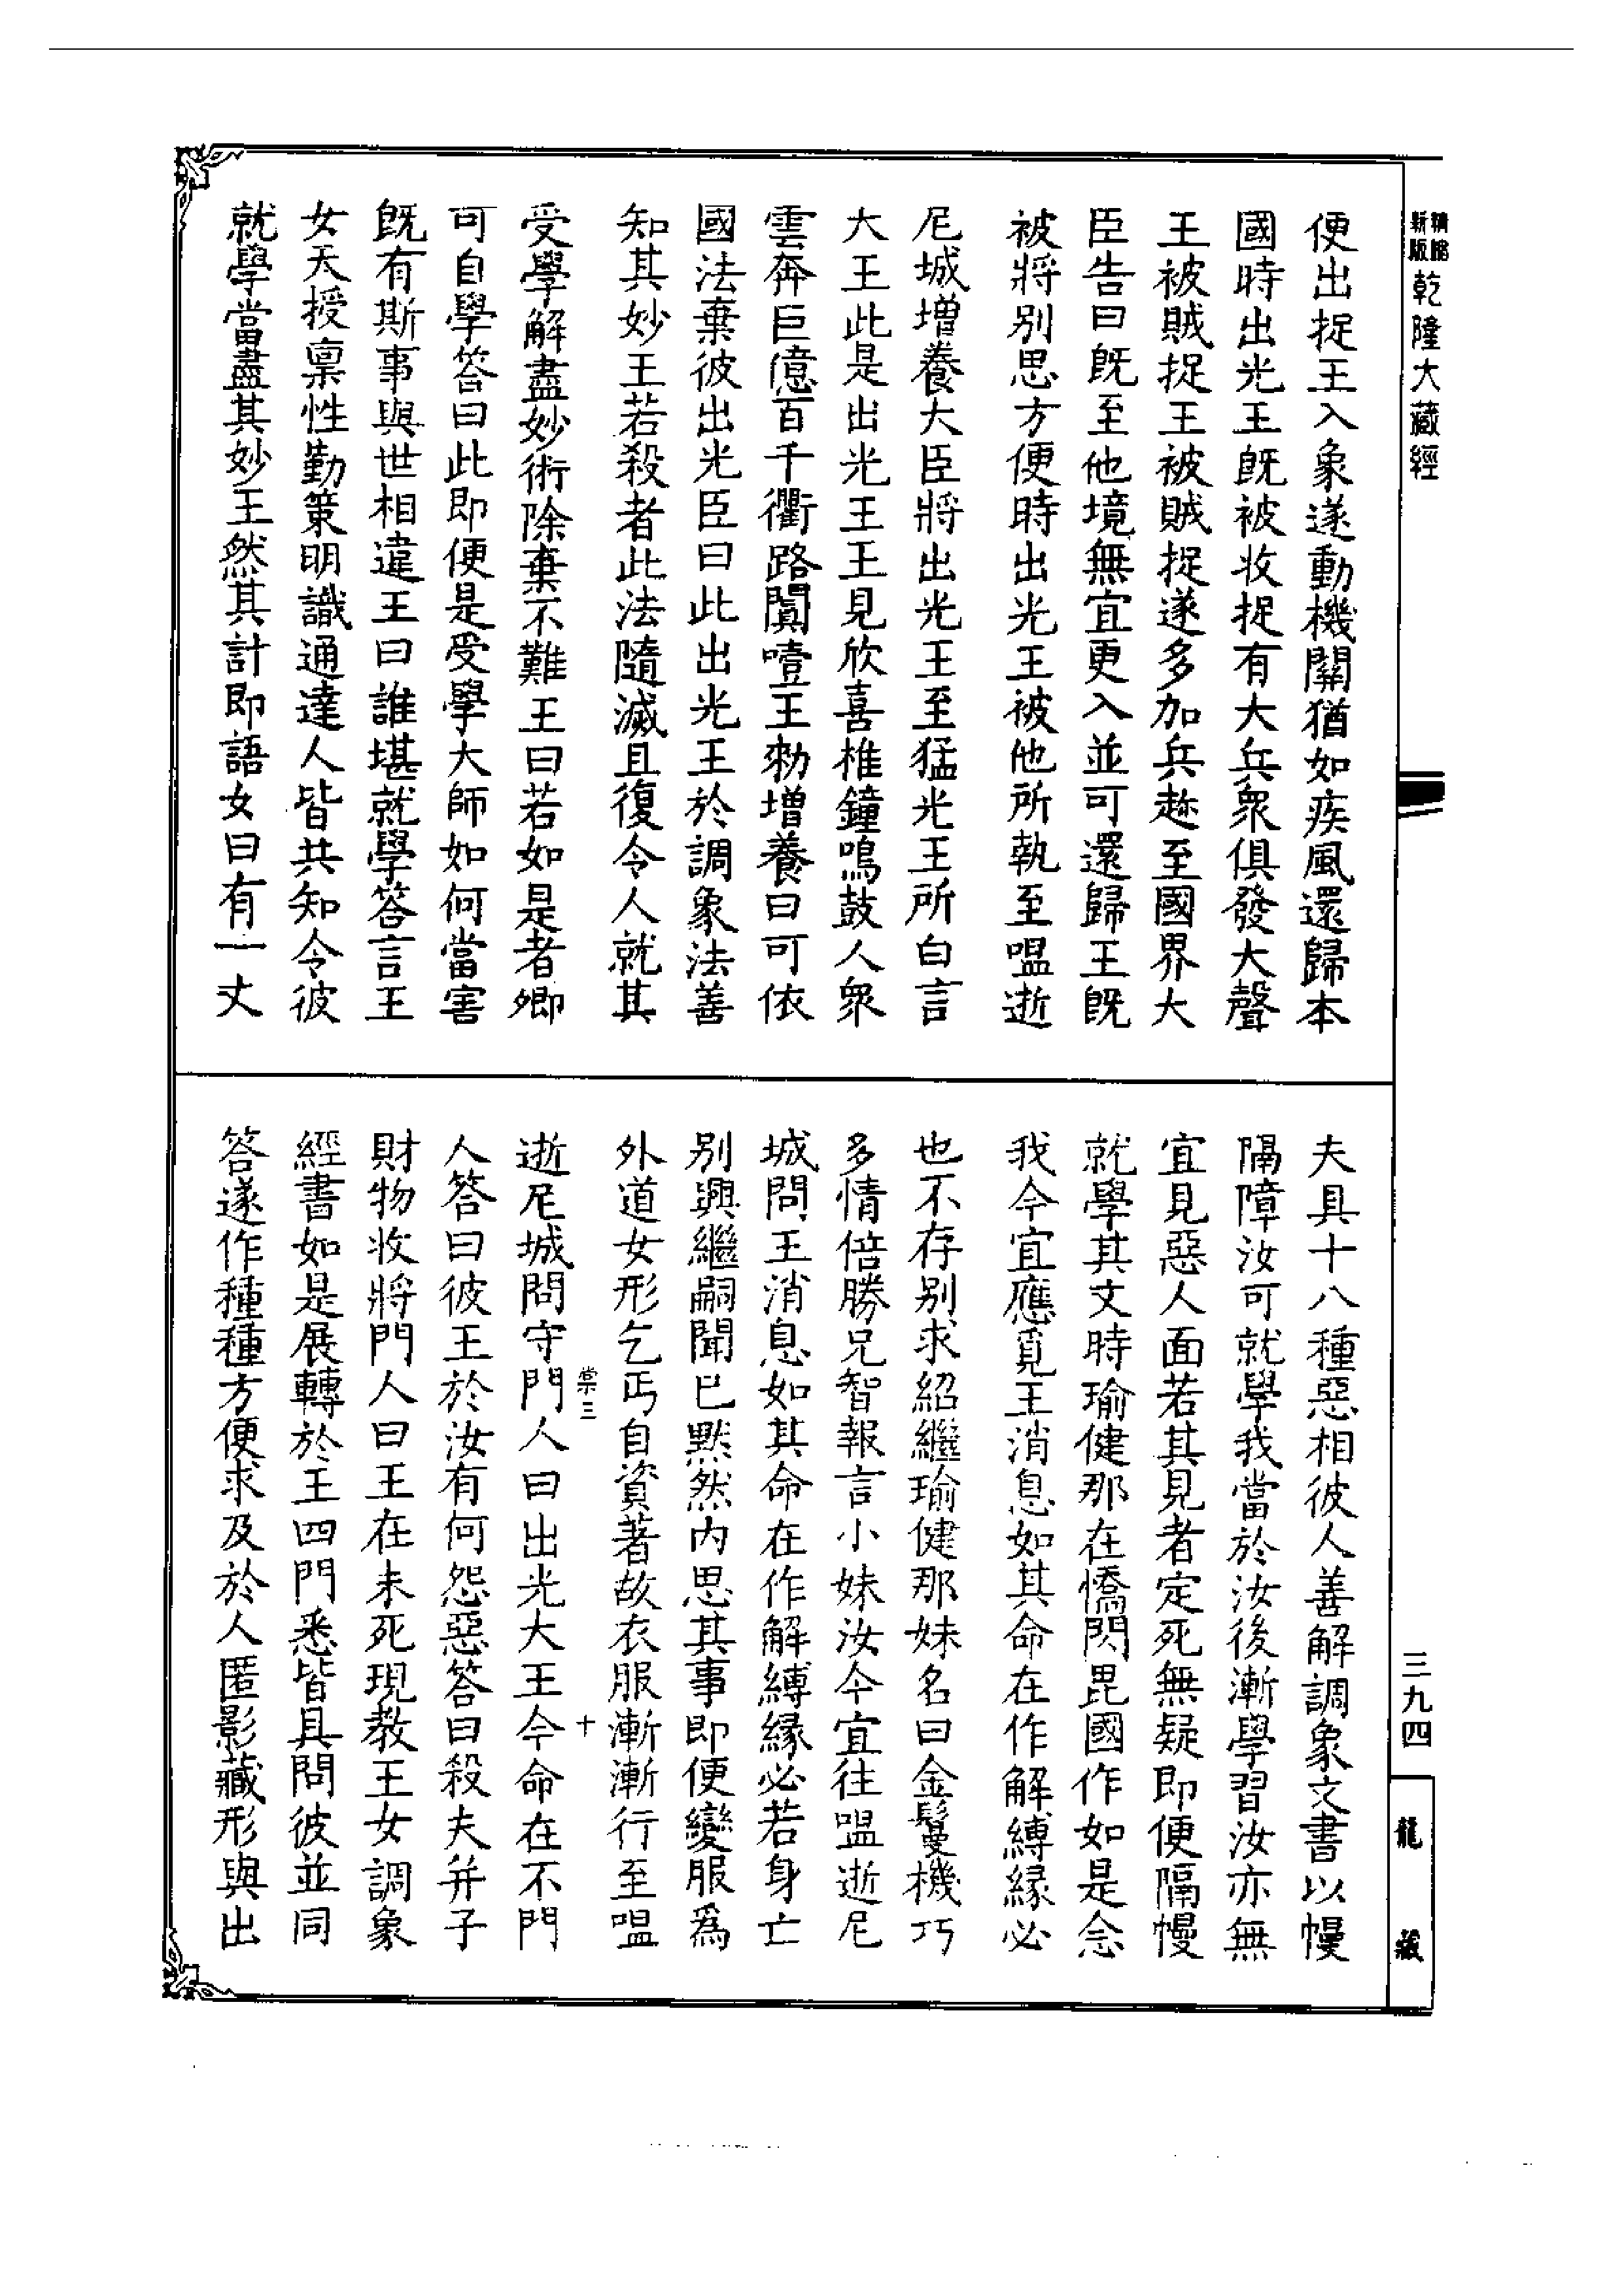 精縮新版乾隆大藏經
便出捉王入象遂動機關猶如疾風還歸本
國時出光王既被收捉有大兵衆俱發大聲
王被賊捉王被賊捉遂多加兵趂至國界大
臣告曰既至他境無宜更入並可還歸王既
被將別思方便時出光王被他所執至嗢逝
尼城增養大臣將出光王至猛光王所白言
大王此是出光王王見欣喜椎鐘鳴鼓人衆
雲奔巨億百千衢路闐噎王勑增養曰可依
國法棄彼出光臣曰此出光王於調象法善
知其妙王若殺者此法隨滅且復令人就其
受學解盡妙術除棄不難王曰若如是者卿
可自學答曰此即便是受學大師如何當害
既有斯事與世相違王曰誰堪就學答言王
女天授稟性勤策明識通達人皆共知令彼
就學當盡其妙王然其計即語女曰有一丈
夫具十八種惡相彼人善解調象文書以幔
隔障汝可就學我當於汝後漸學習汝亦無
宜見惡人面若其見者定死無疑即便隔幔
就學其文時瑜健那在憍閃毘國作如是念
我今宜應覓王消息如其命在作解縛緣必
也不存別求紹繼瑜健那妹名曰金鬘機巧
多情倍勝兄智報言小妹汝今宜往嗢逝尼
城問王消息如其命在作解縛緣必若身亡
別興繼嗣聞已默然內思其事即便變服爲
外道女形乞丐自資著故衣服漸漸行至嗢
棠三　十
逝尼城問守門人曰出光大王今命在不門
人答曰彼王於汝有何怨惡答曰殺夫并子
財物收將門人曰王在未死現教王女調象
經書如是展轉於王四門悉皆具問彼並同
答遂作種種方便求及於人匿影藏形與出
三九四
龍藏